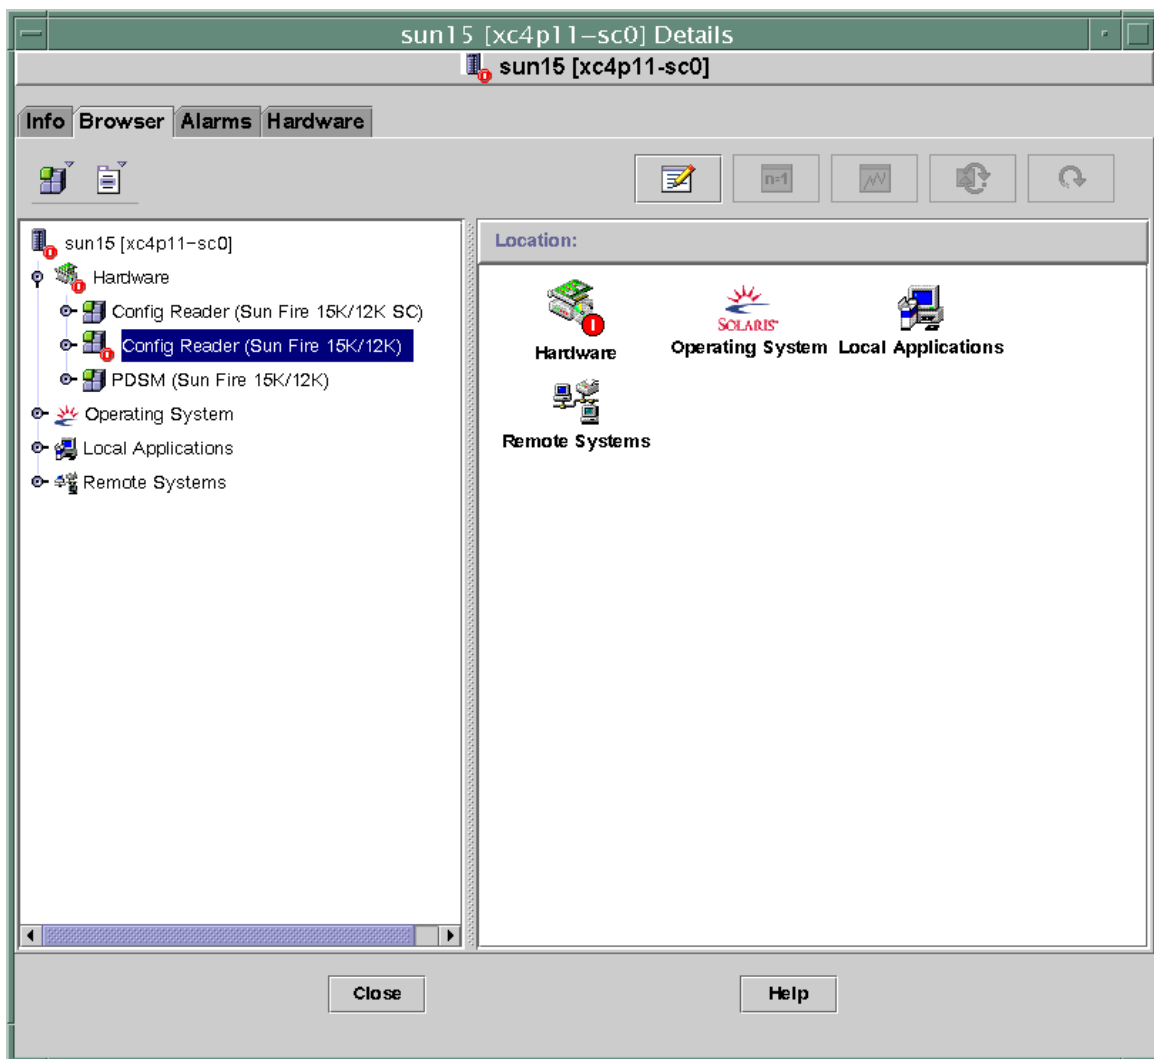 sun15 [xc4p11-sc0] Details
sun15 [xc4p11-sc0]
Info Browser Alarms Hardware
n=1
sun15 [xc4p11-sc0]
Hardware
Config Reader (Sun Fire 15K/12K SC)
Config Reader (Sun Fire 15K/12K)
PDSM (Sun Fire 15K/12K)
Operating System
Local Applications
Remote Systems
Location:
SOLARIS
Hardware Operating System Local Applications
Remote Systems
Close Help